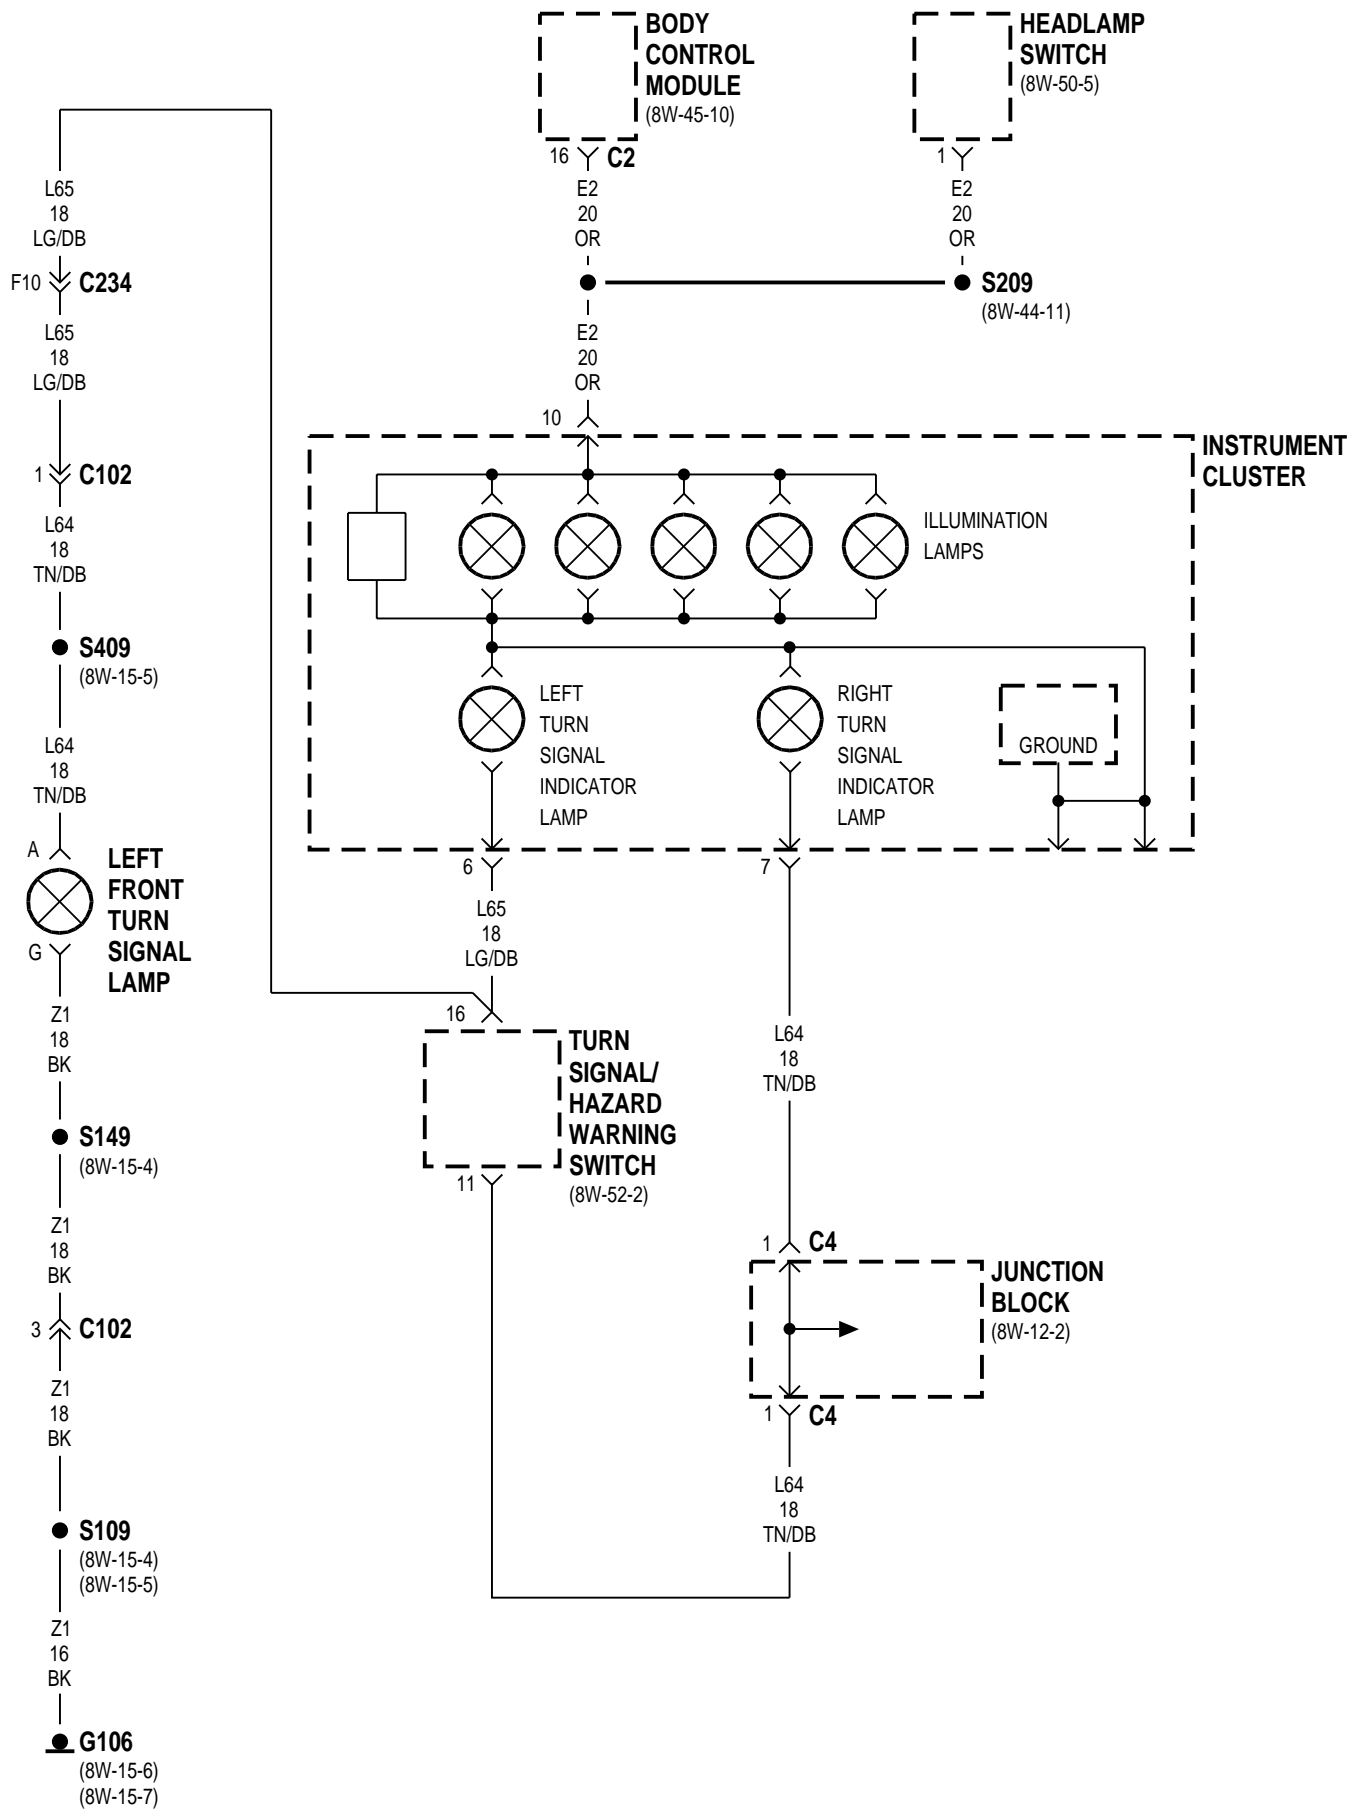 BODY
CONTROL
MODULE
(8W-45-10)
HEADLAMP
SWITCH
(8W-50-5)
16
C2
1
E2
20
OR
E2
20
OR
S209
(8W-44-11)
E2
20
OR
10
L65
18
LG/DB
F10
C234
L65
18
LG/DB
1
C102
L64
18
TN/DB
S409
(8W-15-5)
L64
18
TN/DB
A
LEFT
FRONT
TURN
SIGNAL
LAMP
G
Z1
18
BK
S149
(8W-15-4)
Z1
18
BK
3
C102
Z1
18
BK
S109
(8W-15-4)
(8W-15-5)
Z1
16
BK
G106
(8W-15-6)
(8W-15-7)
INSTRUMENT
CLUSTER
ILLUMINATION
LAMPS
LEFT
TURN
SIGNAL
INDICATOR
LAMP
RIGHT
TURN
SIGNAL
INDICATOR
LAMP
GROUND
6
7
L65
18
LG/DB
16
TURN
SIGNAL/
HAZARD
WARNING
SWITCH
(8W-52-2)
11
L64
18
TN/DB
1
C4
JUNCTION
BLOCK
(8W-12-2)
1
C4
L64
18
TN/DB